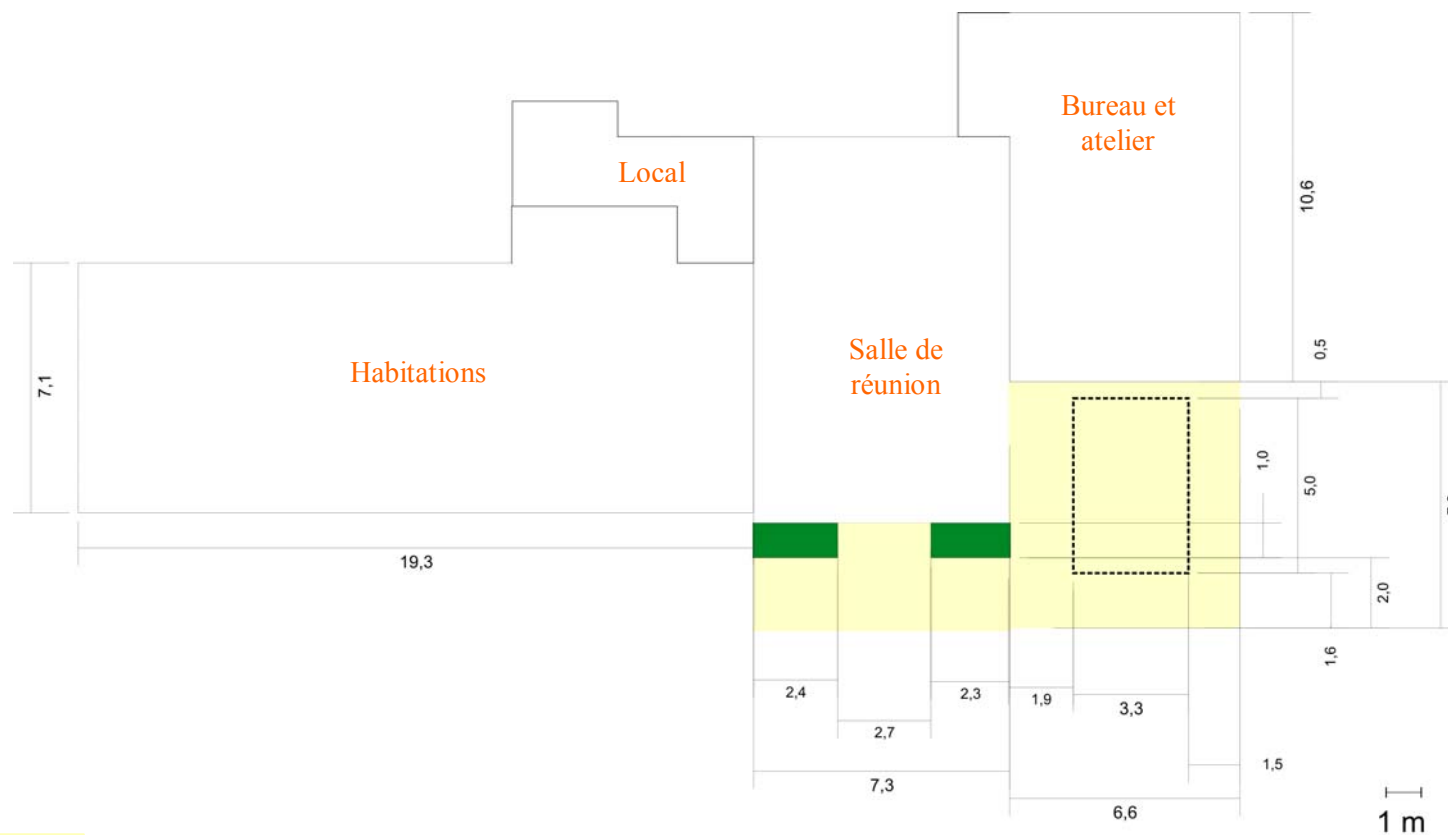 Bureau et
atelier
Local
10,6
Salle de
réunion
Habitations
0,5
7,1
1,0
5,0
19,3
2,0
1,6
2,4
2,3
1,9
3,3
2,7
1,5
7,3
6,6
1 m